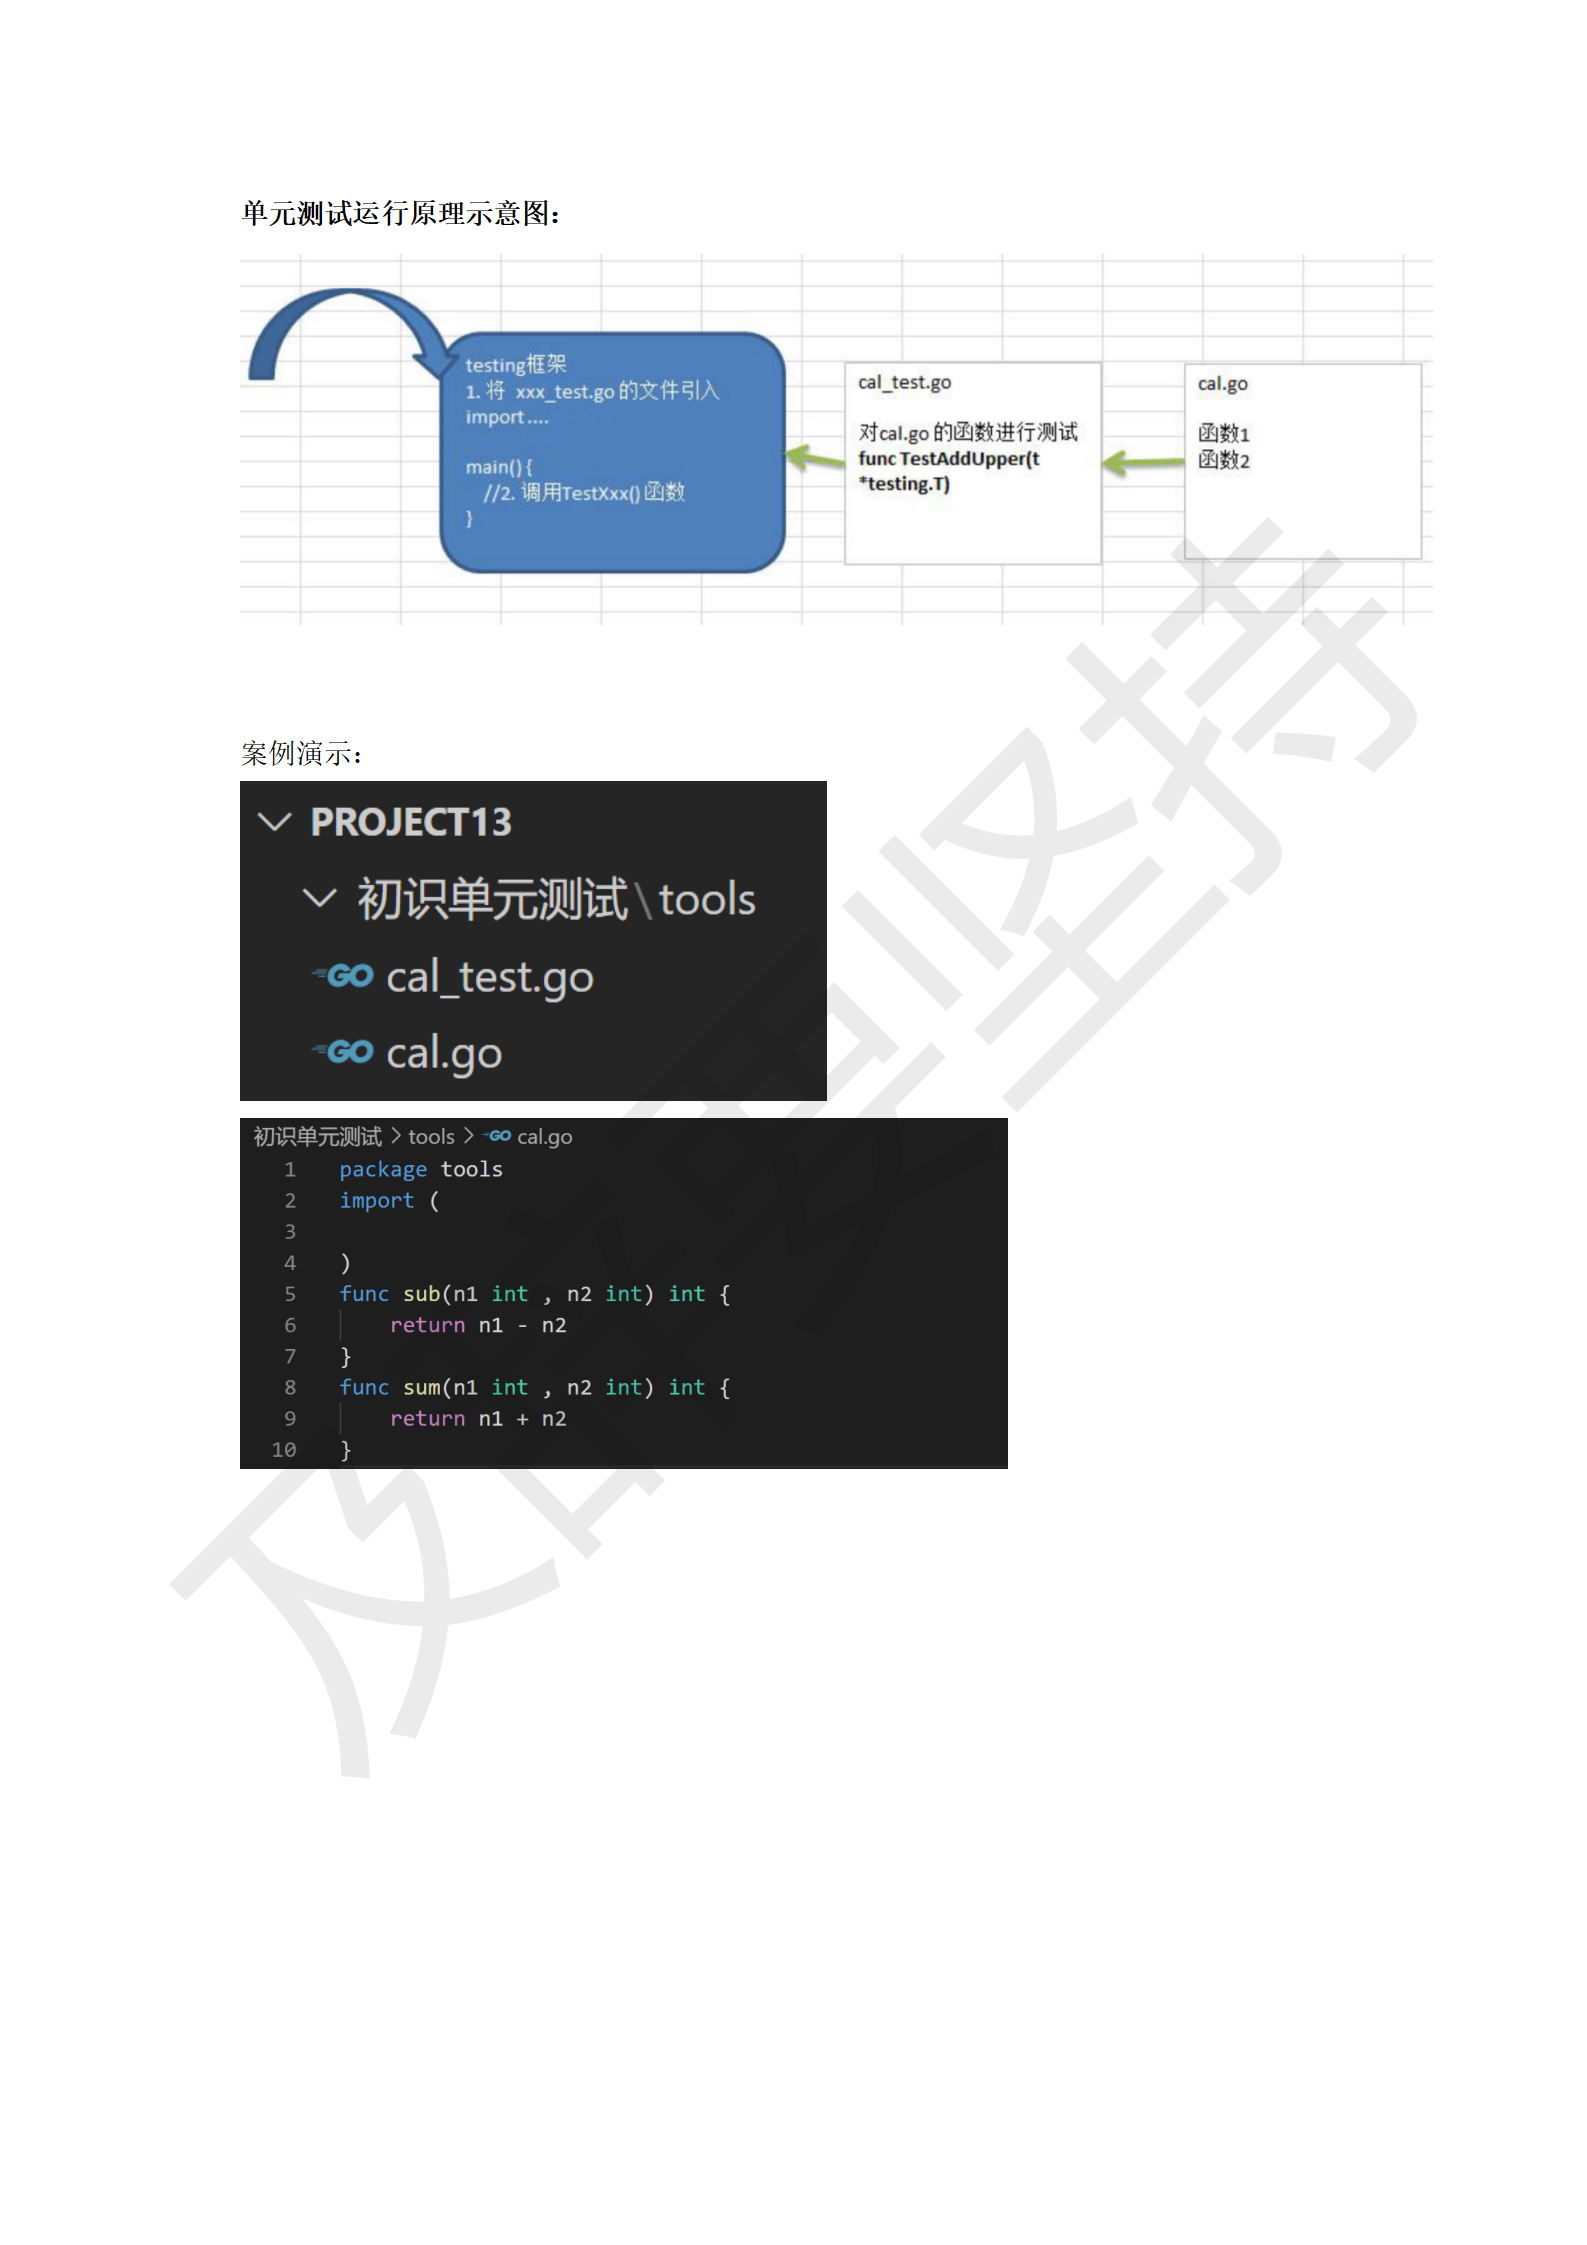 单元测试运行原理示意图：
testing框架
1. 将 xxx_test.go 的文件引入
import ....
main() {
//2. 调用TestXxx() 函数
}
cal_test.go
对cal.go 的函数进行测试
func TestAddUpper(t
*testing.T)
cal.go
函数1
函数2
案例演示：
PROJECT13
初识单元测试\tools
GO cal_test.go
GO cal.go
初识单元测试 > tools > GO cal.go
1 package tools
2 import (
3
4 )
5 func sub(n1 int , n2 int) int {
6 return n1 - n2
7 }
8 func sum(n1 int , n2 int) int {
9 return n1 + n2
10 }